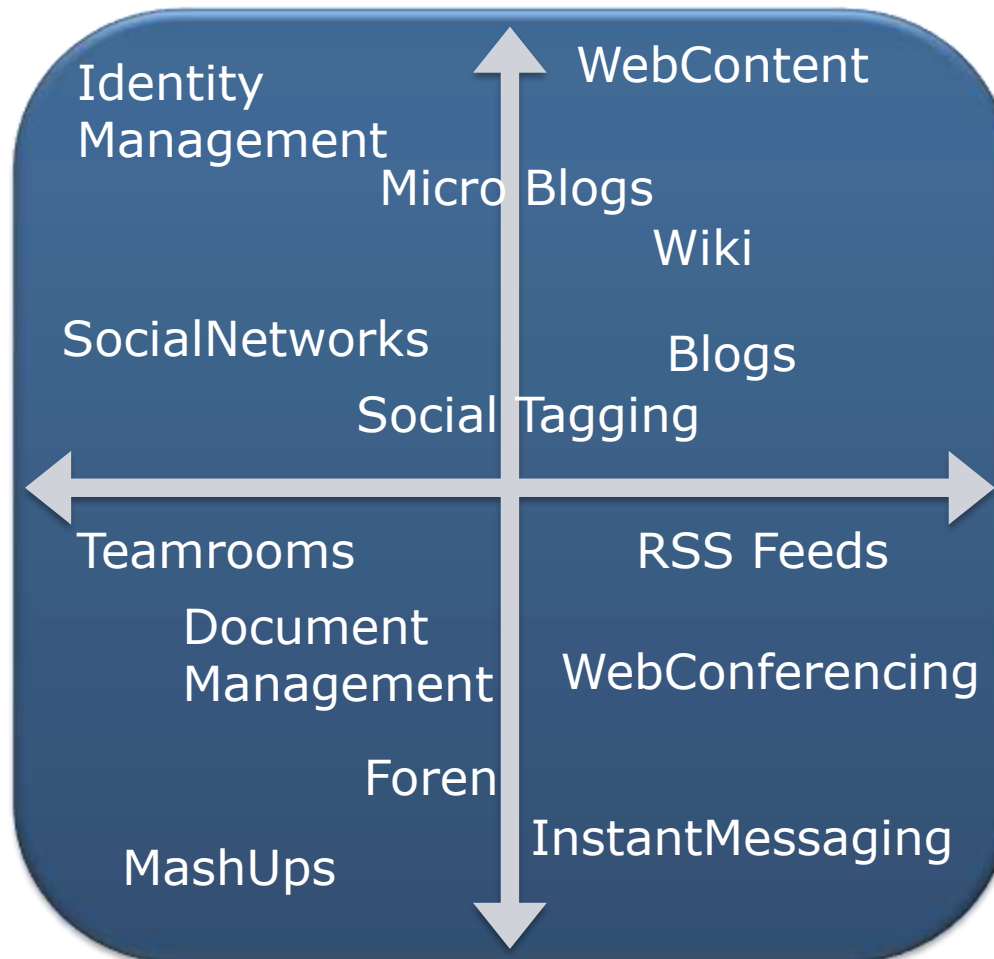 Identity
Management
WebContent
Micro Blogs
Wiki
SocialNetworks
Blogs
Social Tagging
Teamrooms
RSS Feeds
Document
Management
WebConferencing
Foren
InstantMessaging
MashUps